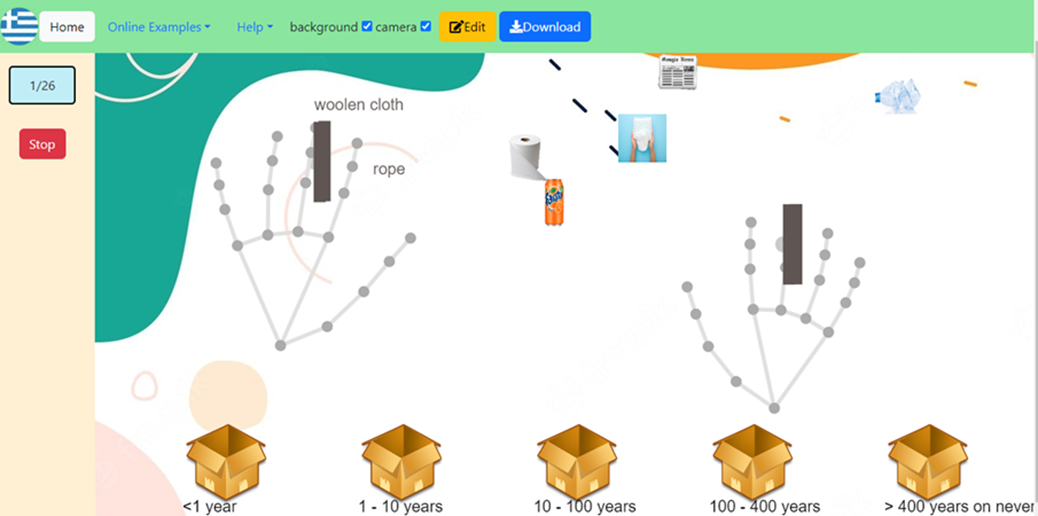 Home Online Examples Help background camera Edit Download
1/26
Stop
woolen cloth
rope
Fanta
<1 year
1 - 10 years
10 - 100 years
100 - 400 years
> 400 years on never